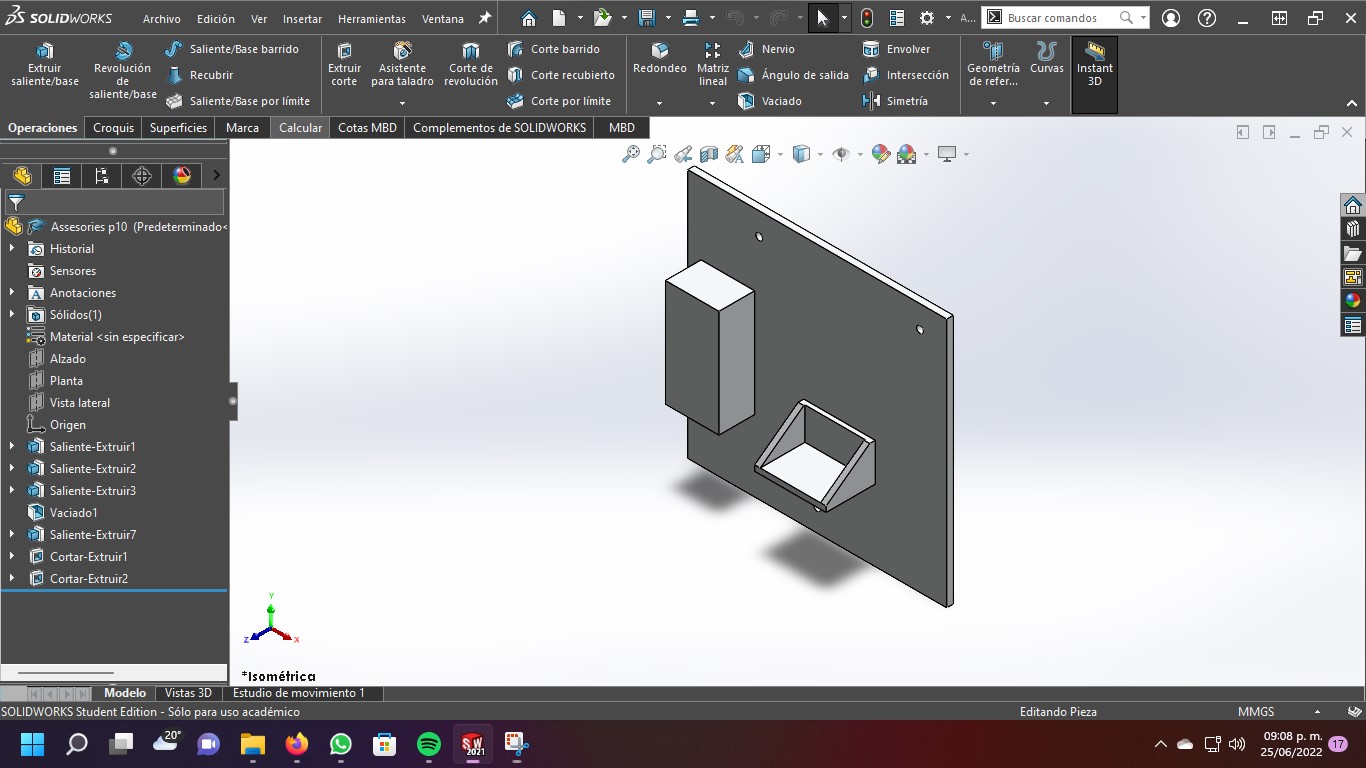 SOLIDWORKS
Archivo Edición Ver Insertar Herramientas Ventana
A... Buscar comandos
Extruir saliente/base
Revolución de saliente/base
Saliente/Base barrido
Recubrir
Saliente/Base por límite
Extruir corte
Asistente para taladro
Corte de revolución
Corte barrido
Corte recubierto
Corte por límite
Redondeo
Matriz lineal
Nervio
Ángulo de salida
Vaciado
Envolver
Intersección
Simetría
Geometría de refer...
Curvas
Instant 3D
Operaciones Croquis Superficies Marca Calcular Cotas MBD Complementos de SOLIDWORKS MBD
Assesories p10 (Predeterminado<
Historial
Sensores
A Anotaciones
Sólidos(1)
Material <sin especificar>
Alzado
Planta
Vista lateral
Origen
Saliente-Extruir1
Saliente-Extruir2
Saliente-Extruir3
Vaciado1
Saliente-Extruir7
Cortar-Extruir1
Cortar-Extruir2
Y
Z X
*Isométrica
Modelo Vistas 3D Estudio de movimiento 1
SOLIDWORKS Student Edition - Sólo para uso académico Editando Pieza MMGS
20° SW 2021 09:08 p. m.
25/06/2022 17